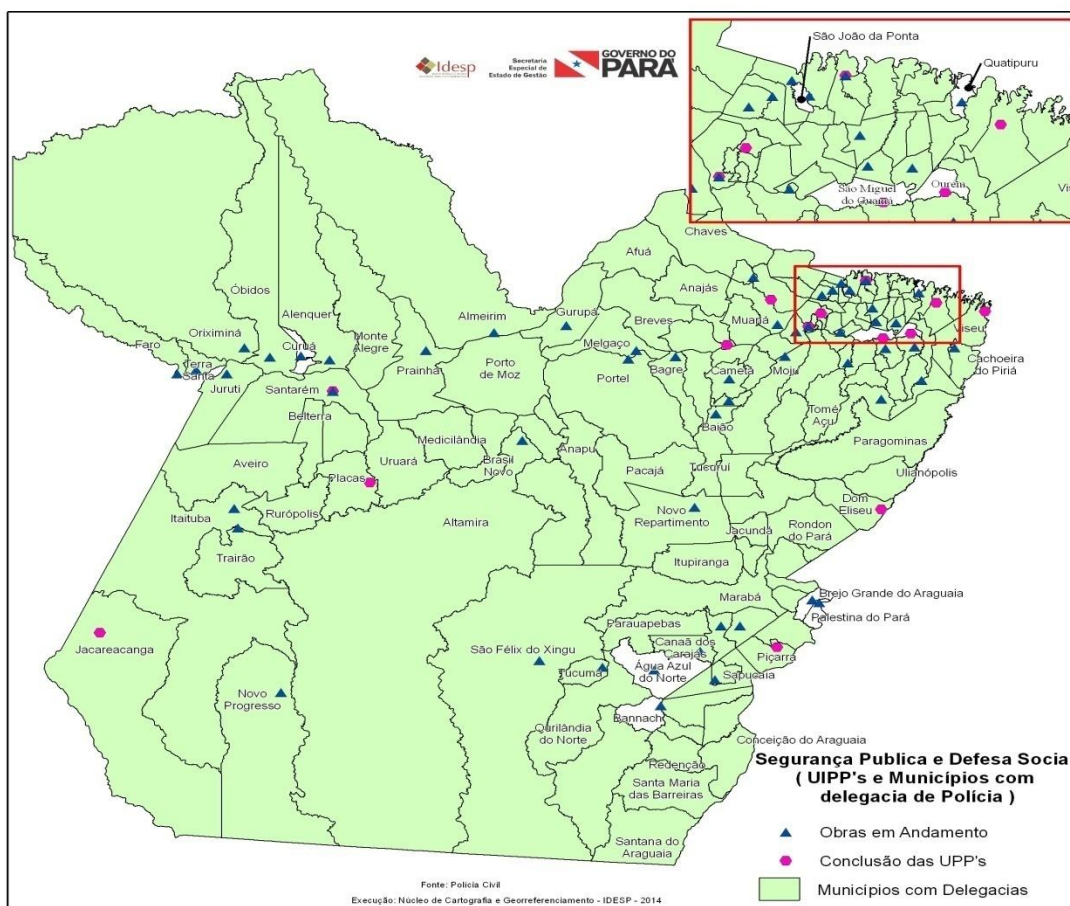 Idesp
Secretaria
Especial de
Estado de Gestão
GOVERNO DO
PARÁ
São João da Ponta
Quatipuru
São Miguel
do Guamá
Ourém
Vis
Chaves
Afuá
Anajás
Óbidos
Alenquer
Almeirim
Gurupá
Breves
Muaná
Viseu
Oriximiná
Curuá
Monte
Alegre
Melgaço
Cachoeira
do Piriá
Faro
Terra
Santa
Juruti
Santarém
Prainha
Porto
de Moz
Portel
Bagre
Cametá
Moju
Belterra
Baião
Tomé
Açu
Medicilândia
Paragominas
Aveiro
Uruará
Brasil
Novo
Anapu
Pacajá
Tucuruí
Ulianópolis
Placas
Dom
Eliseu
Itaituba
Rurópolis
Altamira
Novo
Repartimento
Jacundá
Rondon
do Pará
Trairão
Itupiranga
Marabá
Brejo Grande do Araguaia
Palestina do Pará
Parauapebas
Jacareacanga
São Félix do Xingu
Canaã dos
Carajás
Piçarra
Tucumã
Água Azul
do Norte
Sapucaia
Novo
Progresso
Bannach
Ourilândia
do Norte
Conceição do Araguaia
Redenção
Santa Maria
das Barreiras
Santana do
Araguaia
Segurança Publica e Defesa Socia
( UIPP's e Municípios com
delegacia de Polícia )
Obras em Andamento
Conclusão das UPP's
Municípios com Delegacias
Fonte: Policia Civil
Execução: Núcleo de Cartografia e Georreferenciamento - IDESP - 2014